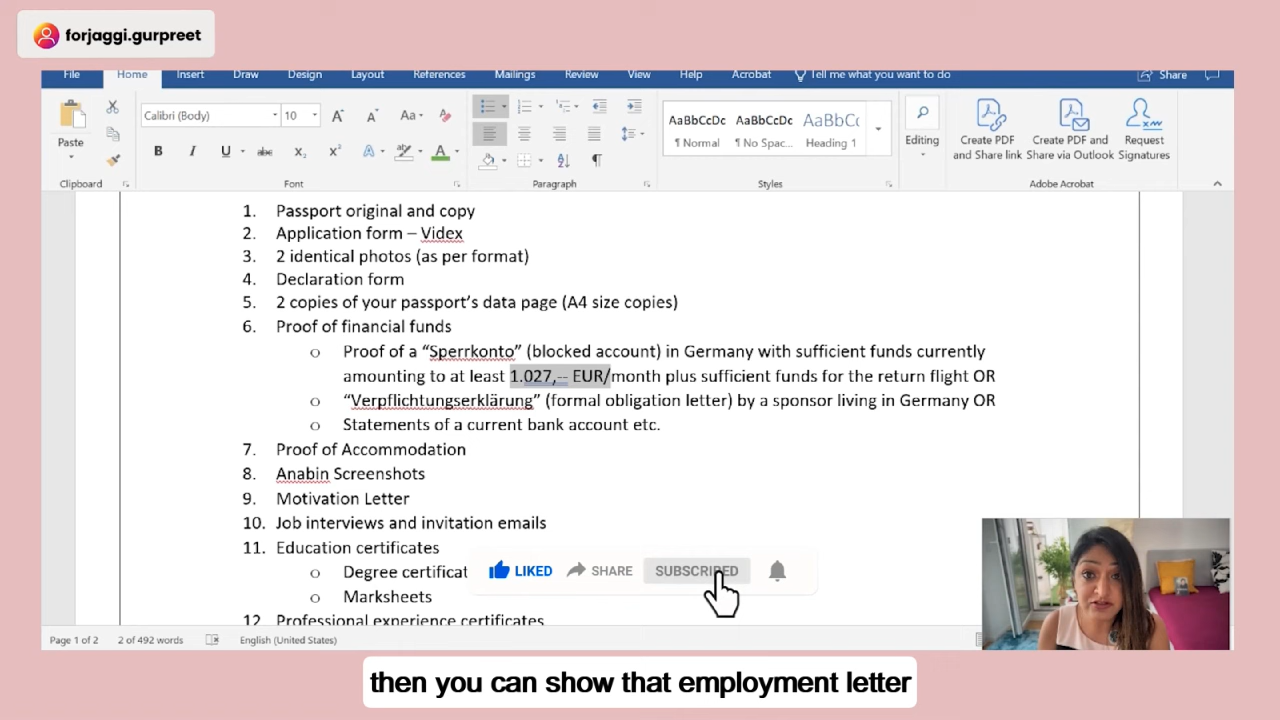 forjaggi.gurpreet
File Home Insert Draw Design Layout References Mailings Review View Help Acrobat Tell me what you want to do Share
Calibri (Body) 10 Aa
Paste
B I U abc X₂ X² A A
AaBbCcDc AaBbCcDc AaBbCc
¶ Normal ¶ No Spac... Heading 1
Editing
Create PDF and Share link
Create PDF and Share via Outlook
Request Signatures
Clipboard Font Paragraph Styles Adobe Acrobat
1. Passport original and copy
2. Application form – Videx
3. 2 identical photos (as per format)
4. Declaration form
5. 2 copies of your passport’s data page (A4 size copies)
6. Proof of financial funds
o Proof of a “Sperrkonto” (blocked account) in Germany with sufficient funds currently
amounting to at least 1.027,-- EUR/month plus sufficient funds for the return flight OR
o “Verpflichtungserklärung” (formal obligation letter) by a sponsor living in Germany OR
o Statements of a current bank account etc.
7. Proof of Accommodation
8. Anabin Screenshots
9. Motivation Letter
10. Job interviews and invitation emails
11. Education certificates
o Degree certificat
o Marksheets
12. Professional experience certificates
LIKED SHARE SUBSCRIBED
Page 1 of 2 2 of 492 words English (United States)
then you can show that employment letter